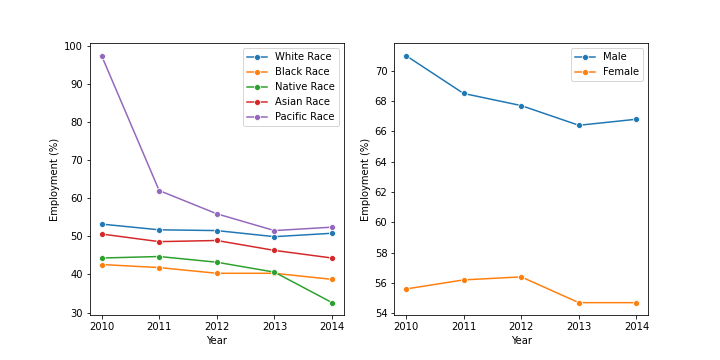 100
90
80
70
60
50
40
30
Employment (%)
2010 2011 2012 2013 2014
Year
White Race
Black Race
Native Race
Asian Race
Pacific Race
70
68
66
64
62
60
58
56
54
Employment (%)
2010 2011 2012 2013 2014
Year
Male
Female